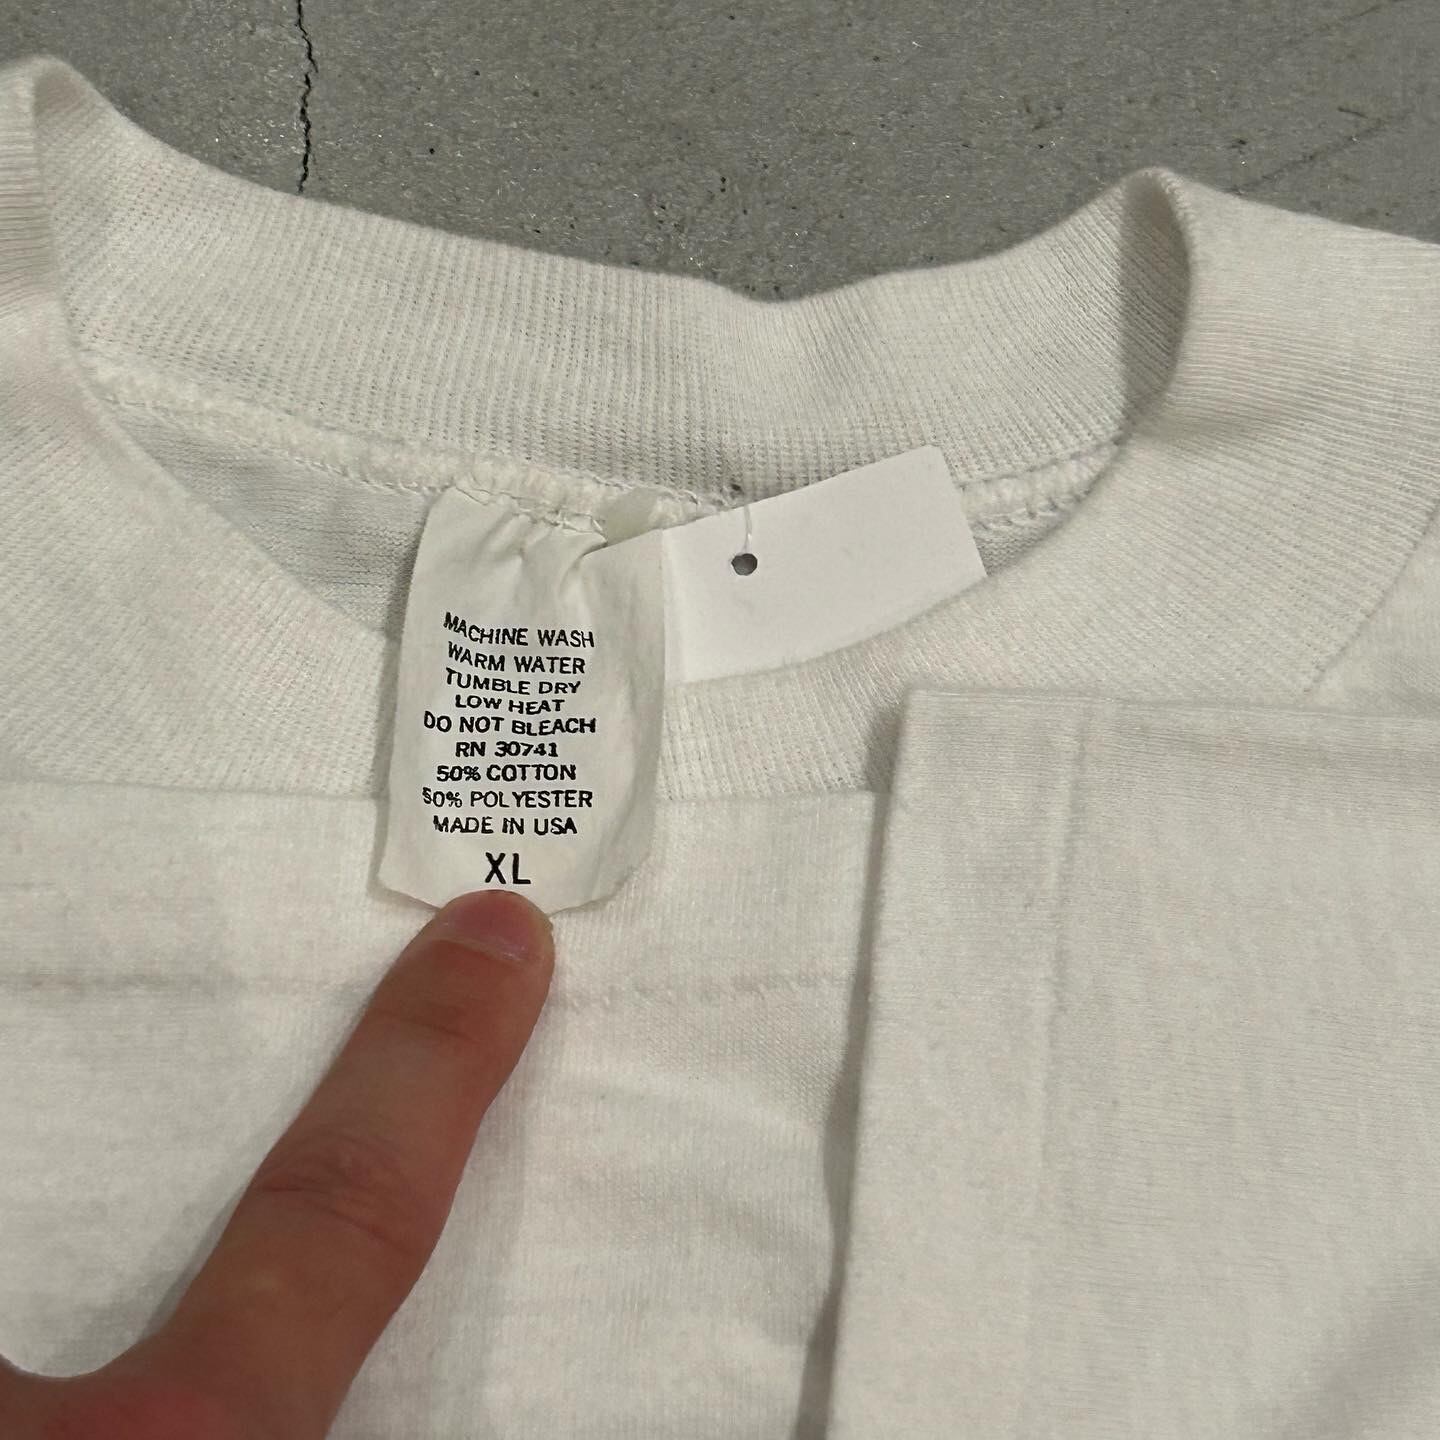 MACHINE WASH
WARM WATER
TUMBLE DRY
LOW HEAT
DO NOT BLEACH
RN 30741
50% COTTON
50% POLYESTER
MADE IN USA
XL